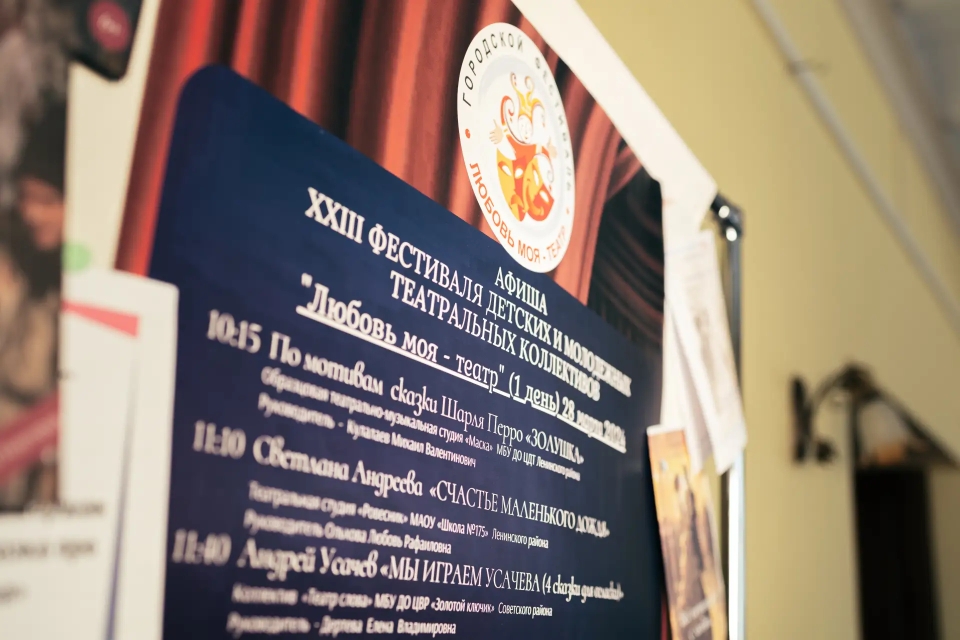 ГОРОДСКОЙ ФЕСТИВАЛЬ
ЛЮБОВЬ МОЯ - ТЕАТР
АФИША
XXIII ФЕСТИВАЛЯ ДЕТСКИХ И МОЛОДЕЖНЫХ
ТЕАТРАЛЬНЫХ КОЛЛЕКТИВОВ
"Любовь моя - театр" (1 день) 28
10:15 По мотивам сказки Шарля Перро «ЗОЛУШКА»
Образцовая театрально-музыкальная студия «Маска» МБУ ДО ЦДТ Ленинского района
Руководитель - Кулалаев Михаил Валентинович
11:10 Светлана Андреева «СЧАСТЬЕ МАЛЕНЬКОГО ДОЖДЯ»
Театральная студия «Ровесник» МАОУ «Школа №175» Ленинского района
Руководитель Олькова Любовь Рафаиловна
11:40 Андрей Усачев «МЫ ИГРАЕМ УСАЧЕВА (4 сказки для
Коллектив «Театр слова» МБУ ДО ЦВР «Золотой ключик» Советского района
Руководитель - Дертева Елена Владимировна